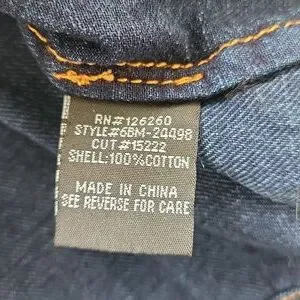 RN#126260
STYLE#6BM-24498
CUT#15222
SHELL:100%COTTON
MADE IN CHINA
SEE REVERSE FOR CARE